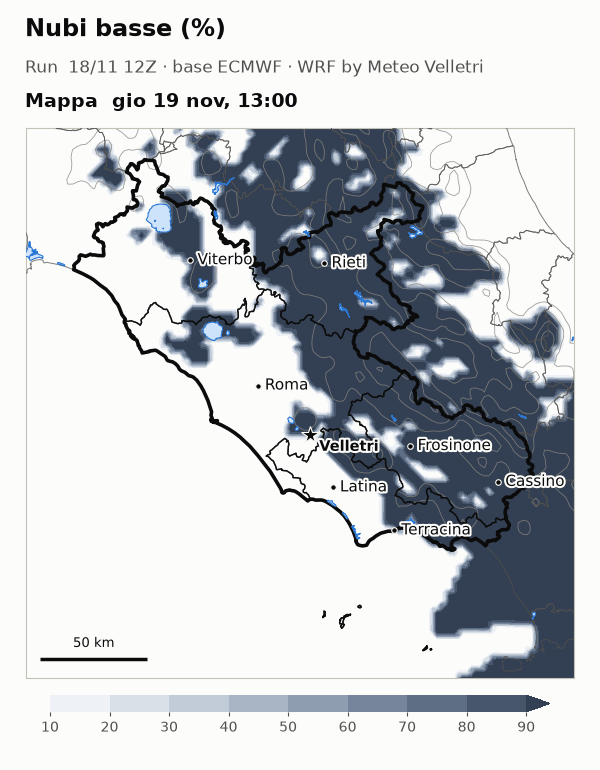 Nubi basse (%)
Run  18/11 12Z · base ECMWF · WRF by Meteo Velletri
Mappa  gio 19 nov, 13:00
Viterbo
Rieti
Roma
Velletri
Frosinone
Cassino
Latina
Terracina
50 km
10 20 30 40 50 60 70 80 90